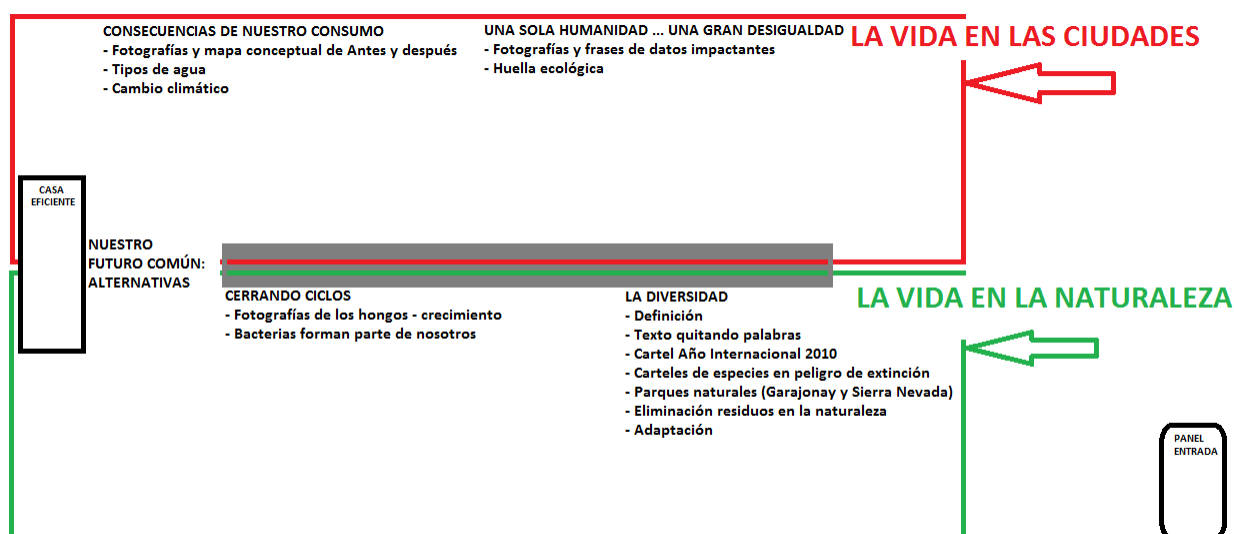 CONSECUENCIAS DE NUESTRO CONSUMO
- Fotografías y mapa conceptual de Antes y después
- Tipos de agua
- Cambio climático
UNA SOLA HUMANIDAD ... UNA GRAN DESIGUALDAD
- Fotografías y frases de datos impactantes
- Huella ecológica
LA VIDA EN LAS CIUDADES
CASA
EFICIENTE
NUESTRO
FUTURO COMÚN:
ALTERNATIVAS
CERRANDO CICLOS
- Fotografías de los hongos - crecimiento
- Bacterias forman parte de nosotros
LA DIVERSIDAD
- Definición
- Texto quitando palabras
- Cartel Año Internacional 2010
- Carteles de especies en peligro de extinción
- Parques naturales (Garajonay y Sierra Nevada)
- Eliminación residuos en la naturaleza
- Adaptación
LA VIDA EN LA NATURALEZA
PANEL
ENTRADA